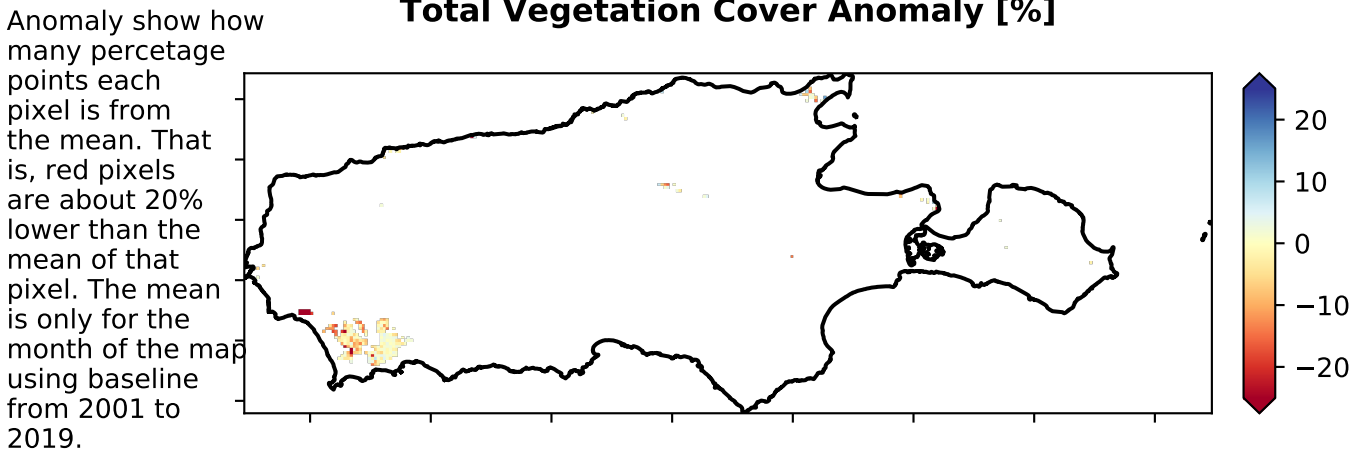 Total Vegetation Cover Anomaly [%]
Anomaly show how
many percetage
points each
pixel is from
the mean. That
is, red pixels
are about 20%
lower than the
mean of that
pixel. The mean
is only for the
month of the map
using baseline
from 2001 to
2019.
20
10
0
−10
−20